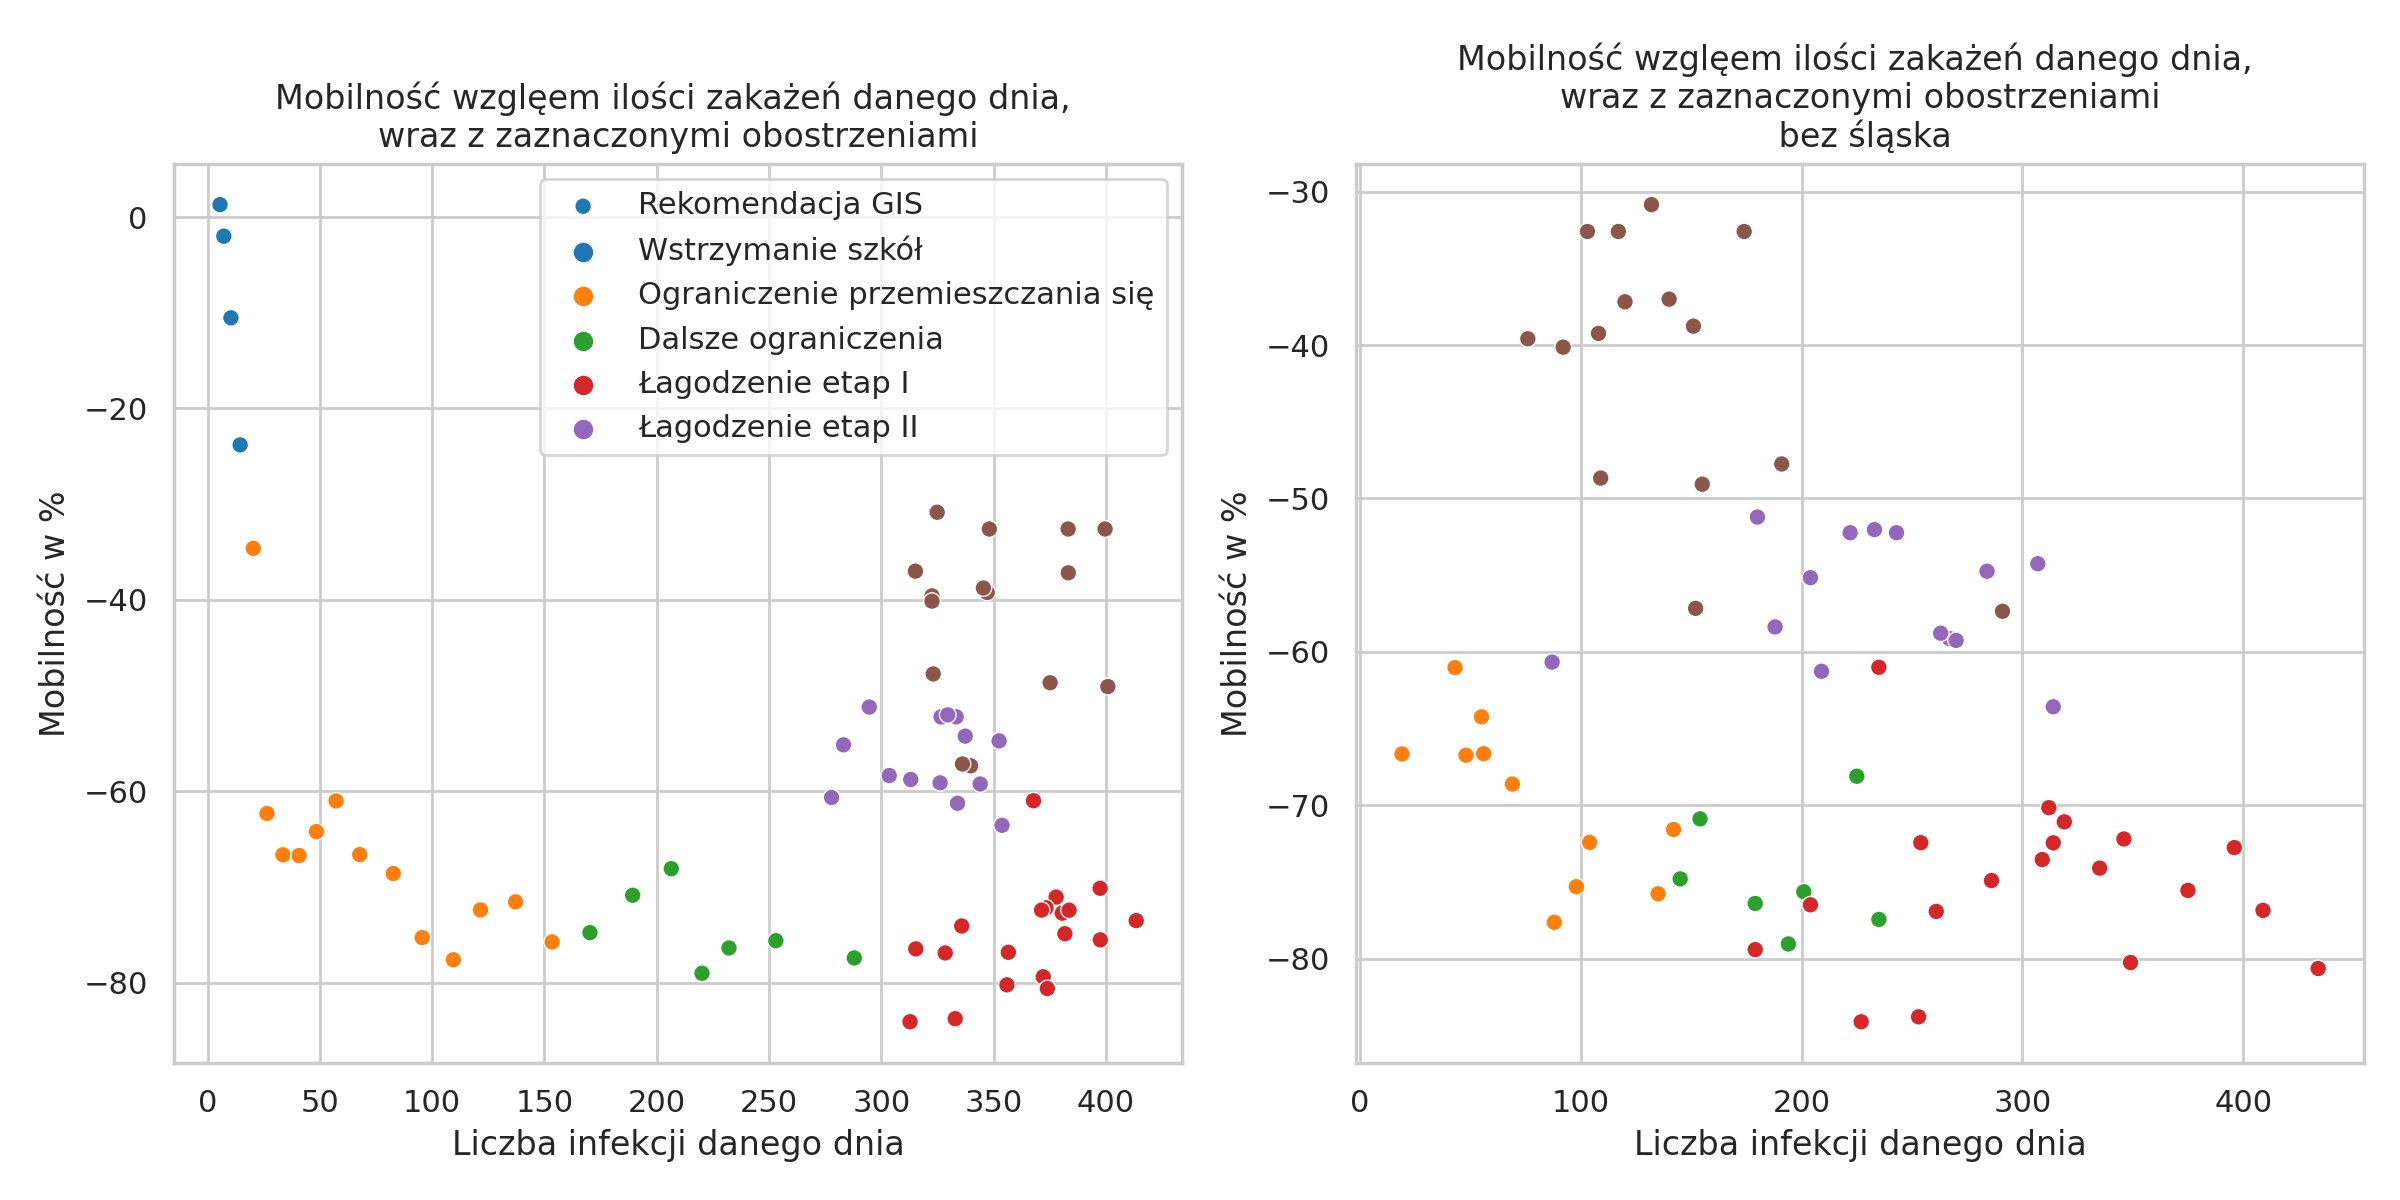 Mobilność względem ilości zakażeń danego dnia,
wraz z zaznaczonymi obostrzeniami
Rekomendacja GIS
Wstrzymanie szkół
Ograniczenie przemieszczania się
Dalsze ograniczenia
Łagodzenie etap I
Łagodzenie etap II
Mobilność w %
0
−20
−40
−60
−80
0 50 100 150 200 250 300 350 400
Liczba infekcji danego dnia
Mobilność wzglęem ilości zakażeń danego dnia,
wraz z zaznaczonymi obostrzeniami
bez śląska
Mobilność w %
−30
−40
−50
−60
−70
−80
0 100 200 300 400
Liczba infekcji danego dnia